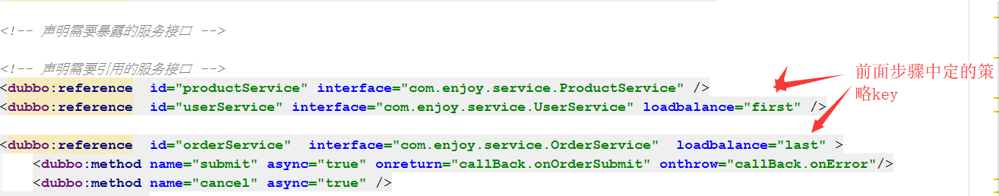 <!-- 声明需要暴露的服务接口 -->
<!-- 声明需要引用的服务接口 -->
<dubbo:reference  id="productService" interface="com.enjoy.service.ProductService" />
<dubbo:reference  id="userService" interface="com.enjoy.service.UserService" loadbalance="first" />
前面步骤中定的策
略key
<dubbo:reference  id="orderService"  interface="com.enjoy.service.OrderService"  loadbalance="last" >
    <dubbo:method name="submit" async="true" onreturn="callBack.onOrderSubmit" onthrow="callBack.onError"/>
    <dubbo:method name="cancel" async="true" />